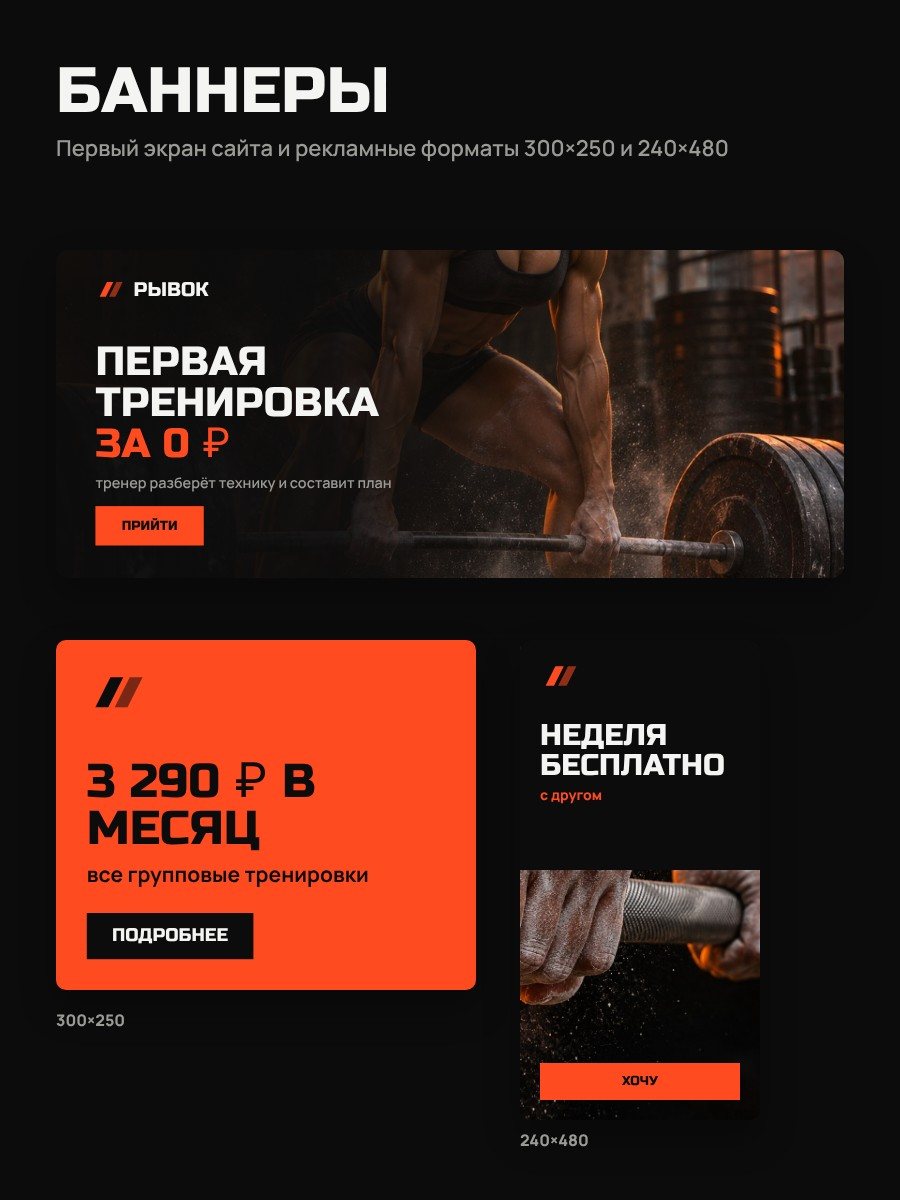 БАННЕРЫ
Первый экран сайта и рекламные форматы 300×250 и 240×480
РЫВОК
ПЕРВАЯ
ТРЕНИРОВКА
ЗА 0 ₽
тренер разберёт технику и составит план
ПРИЙТИ
3 290 ₽ В
МЕСЯЦ
все групповые тренировки
ПОДРОБНЕЕ
300×250
НЕДЕЛЯ
БЕСПЛАТНО
с другом
ХОЧУ
240×480